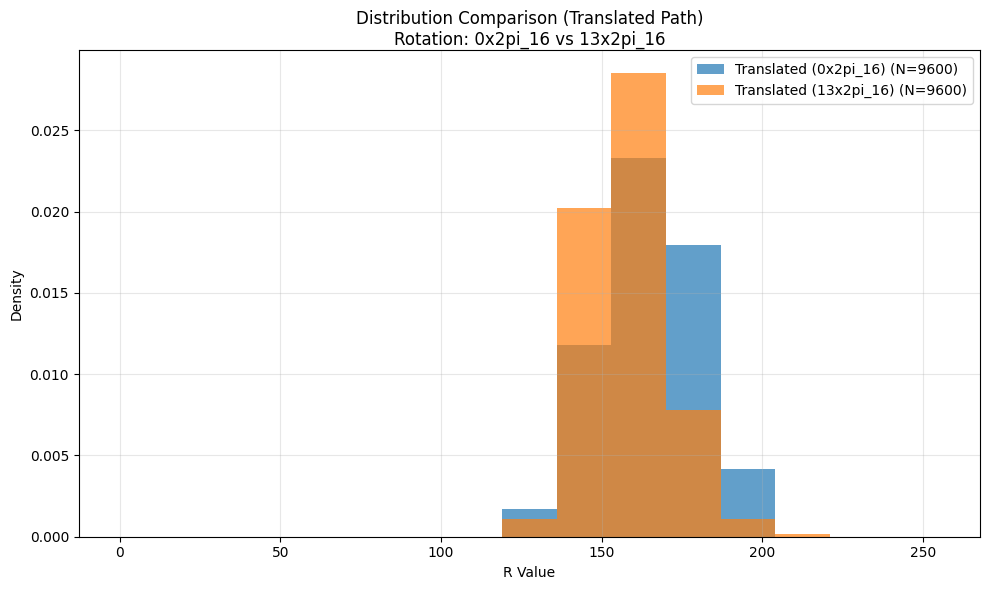 Distribution Comparison (Translated Path)
Rotation: 0x2pi_16 vs 13x2pi_16
Translated (0x2pi_16) (N=9600)
Translated (13x2pi_16) (N=9600)
Density
0.025
0.020
0.015
0.010
0.005
0.000
0 50 100 150 200 250
R Value